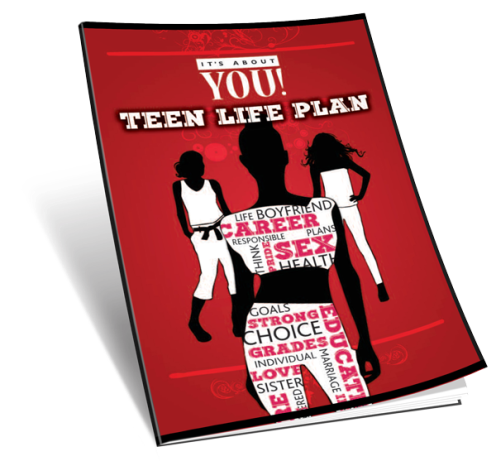 IT'S ABOUT
YOU!
TEEN LIFE PLAN
LIFE BOYFRIEND
CAREER
RESPONSIBLE PLANS
THINK
PRIDE
SEX
HEALTH
GOALS
STRONG
CHOICE
GRADES
INDIVIDUAL
LOVE
SISTER
MARRIAGE